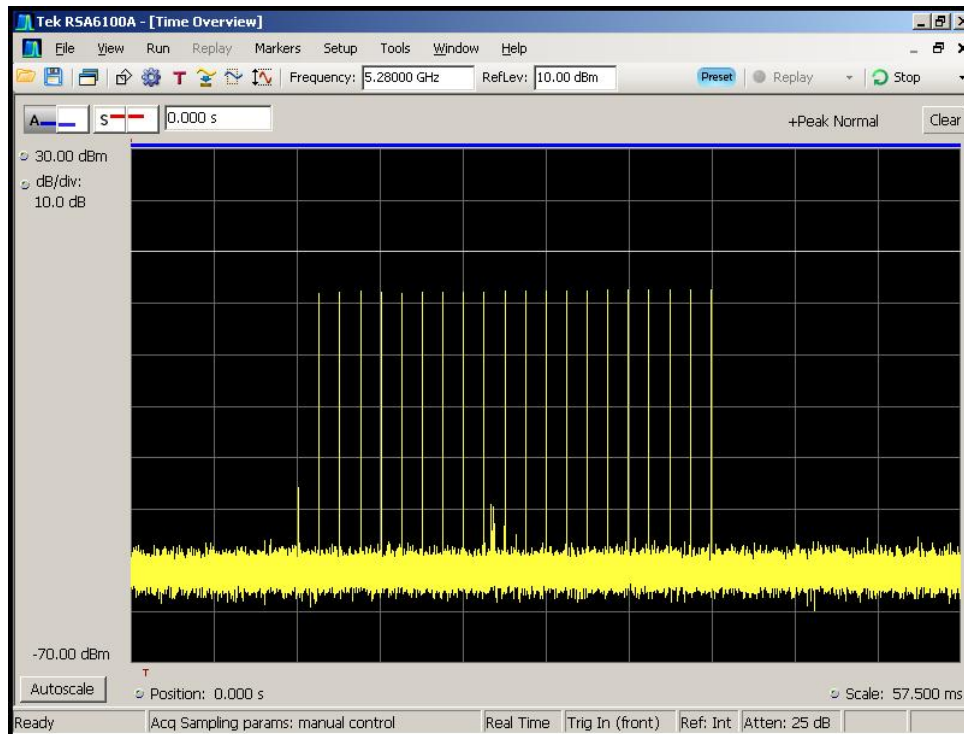 Tek RSA6100A - [Time Overview]
File View Run Replay Markers Setup Tools Window Help
T Frequency: 5.28000 GHz RefLev: 10.00 dBm Preset Replay Stop
A S 0.000 s +Peak Normal Clear
30.00 dBm
dB/div:
10.0 dB
-70.00 dBm
T
Autoscale Position: 0.000 s Scale: 57.500 ms
Ready Acq Sampling params: manual control Real Time Trig In (front) Ref: Int Atten: 25 dB